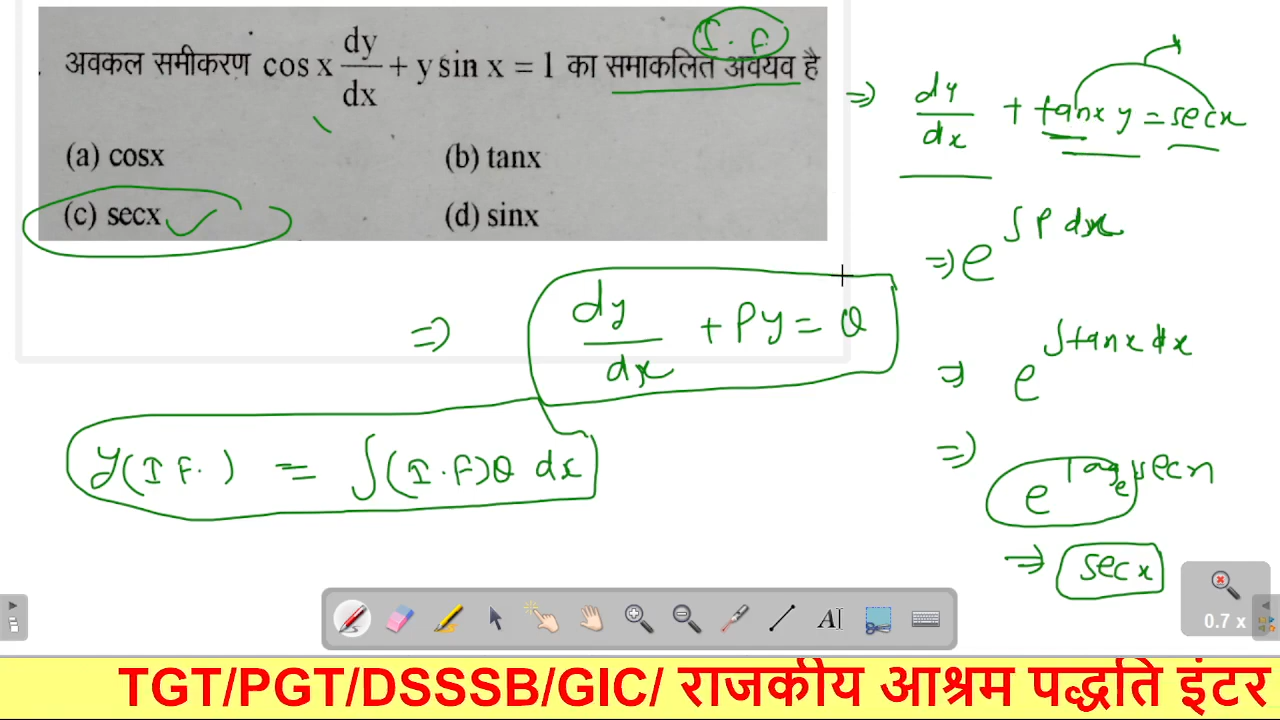 I. F
अवकल समीकरण cos x dy/dx + y sin x = 1 का समाकलित अवयव है
(a) cosx (b) tanx
(c) secx (d) sinx
⇒ dy/dx + tanx y = secx
⇒ e^∫P dx
⇒ dy/dx + Py = Q
⇒ e^∫tanx dx
y(I F.) = ∫(I.F)Q dx
⇒ e^log_e secx
⇒ secx
0.7 x
TGT/PGT/DSSSB/GIC/ राजकीय आश्रम पद्धति इंटर